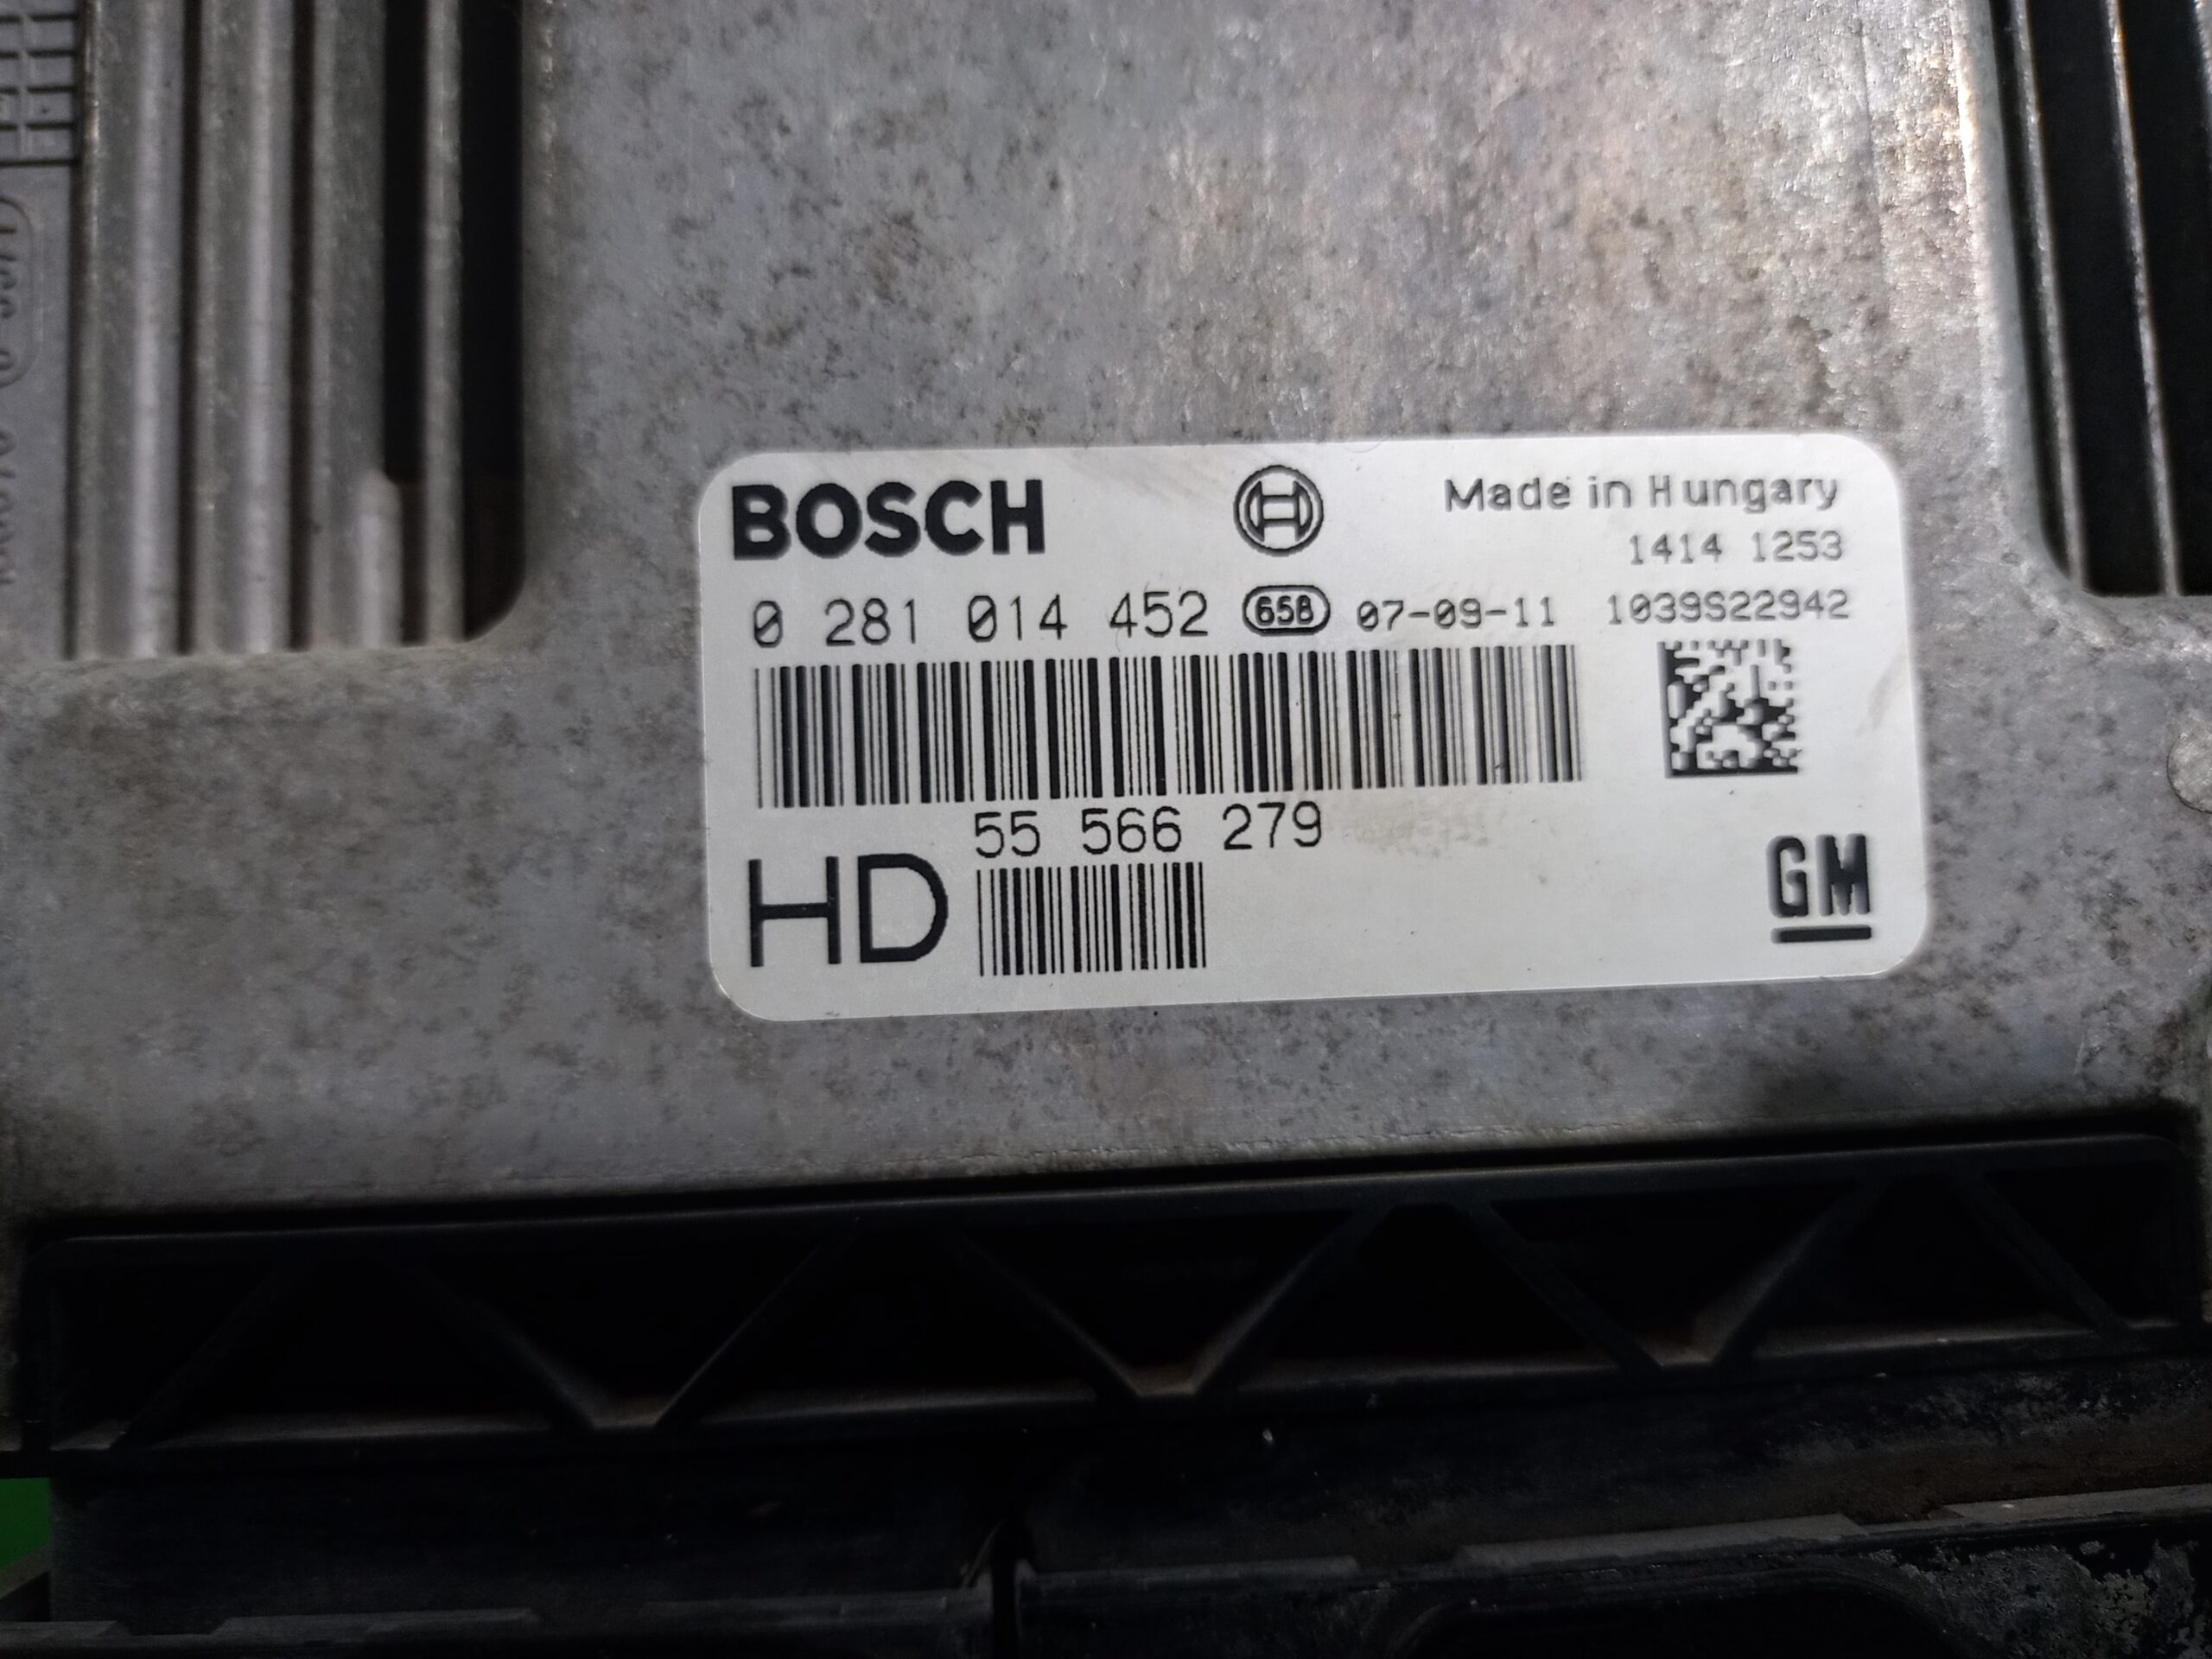 BOSCH
Made in Hungary
1414 1253
0 281 014 452 65B 07-09-11 1039S22942
55 566 279
HD
GM